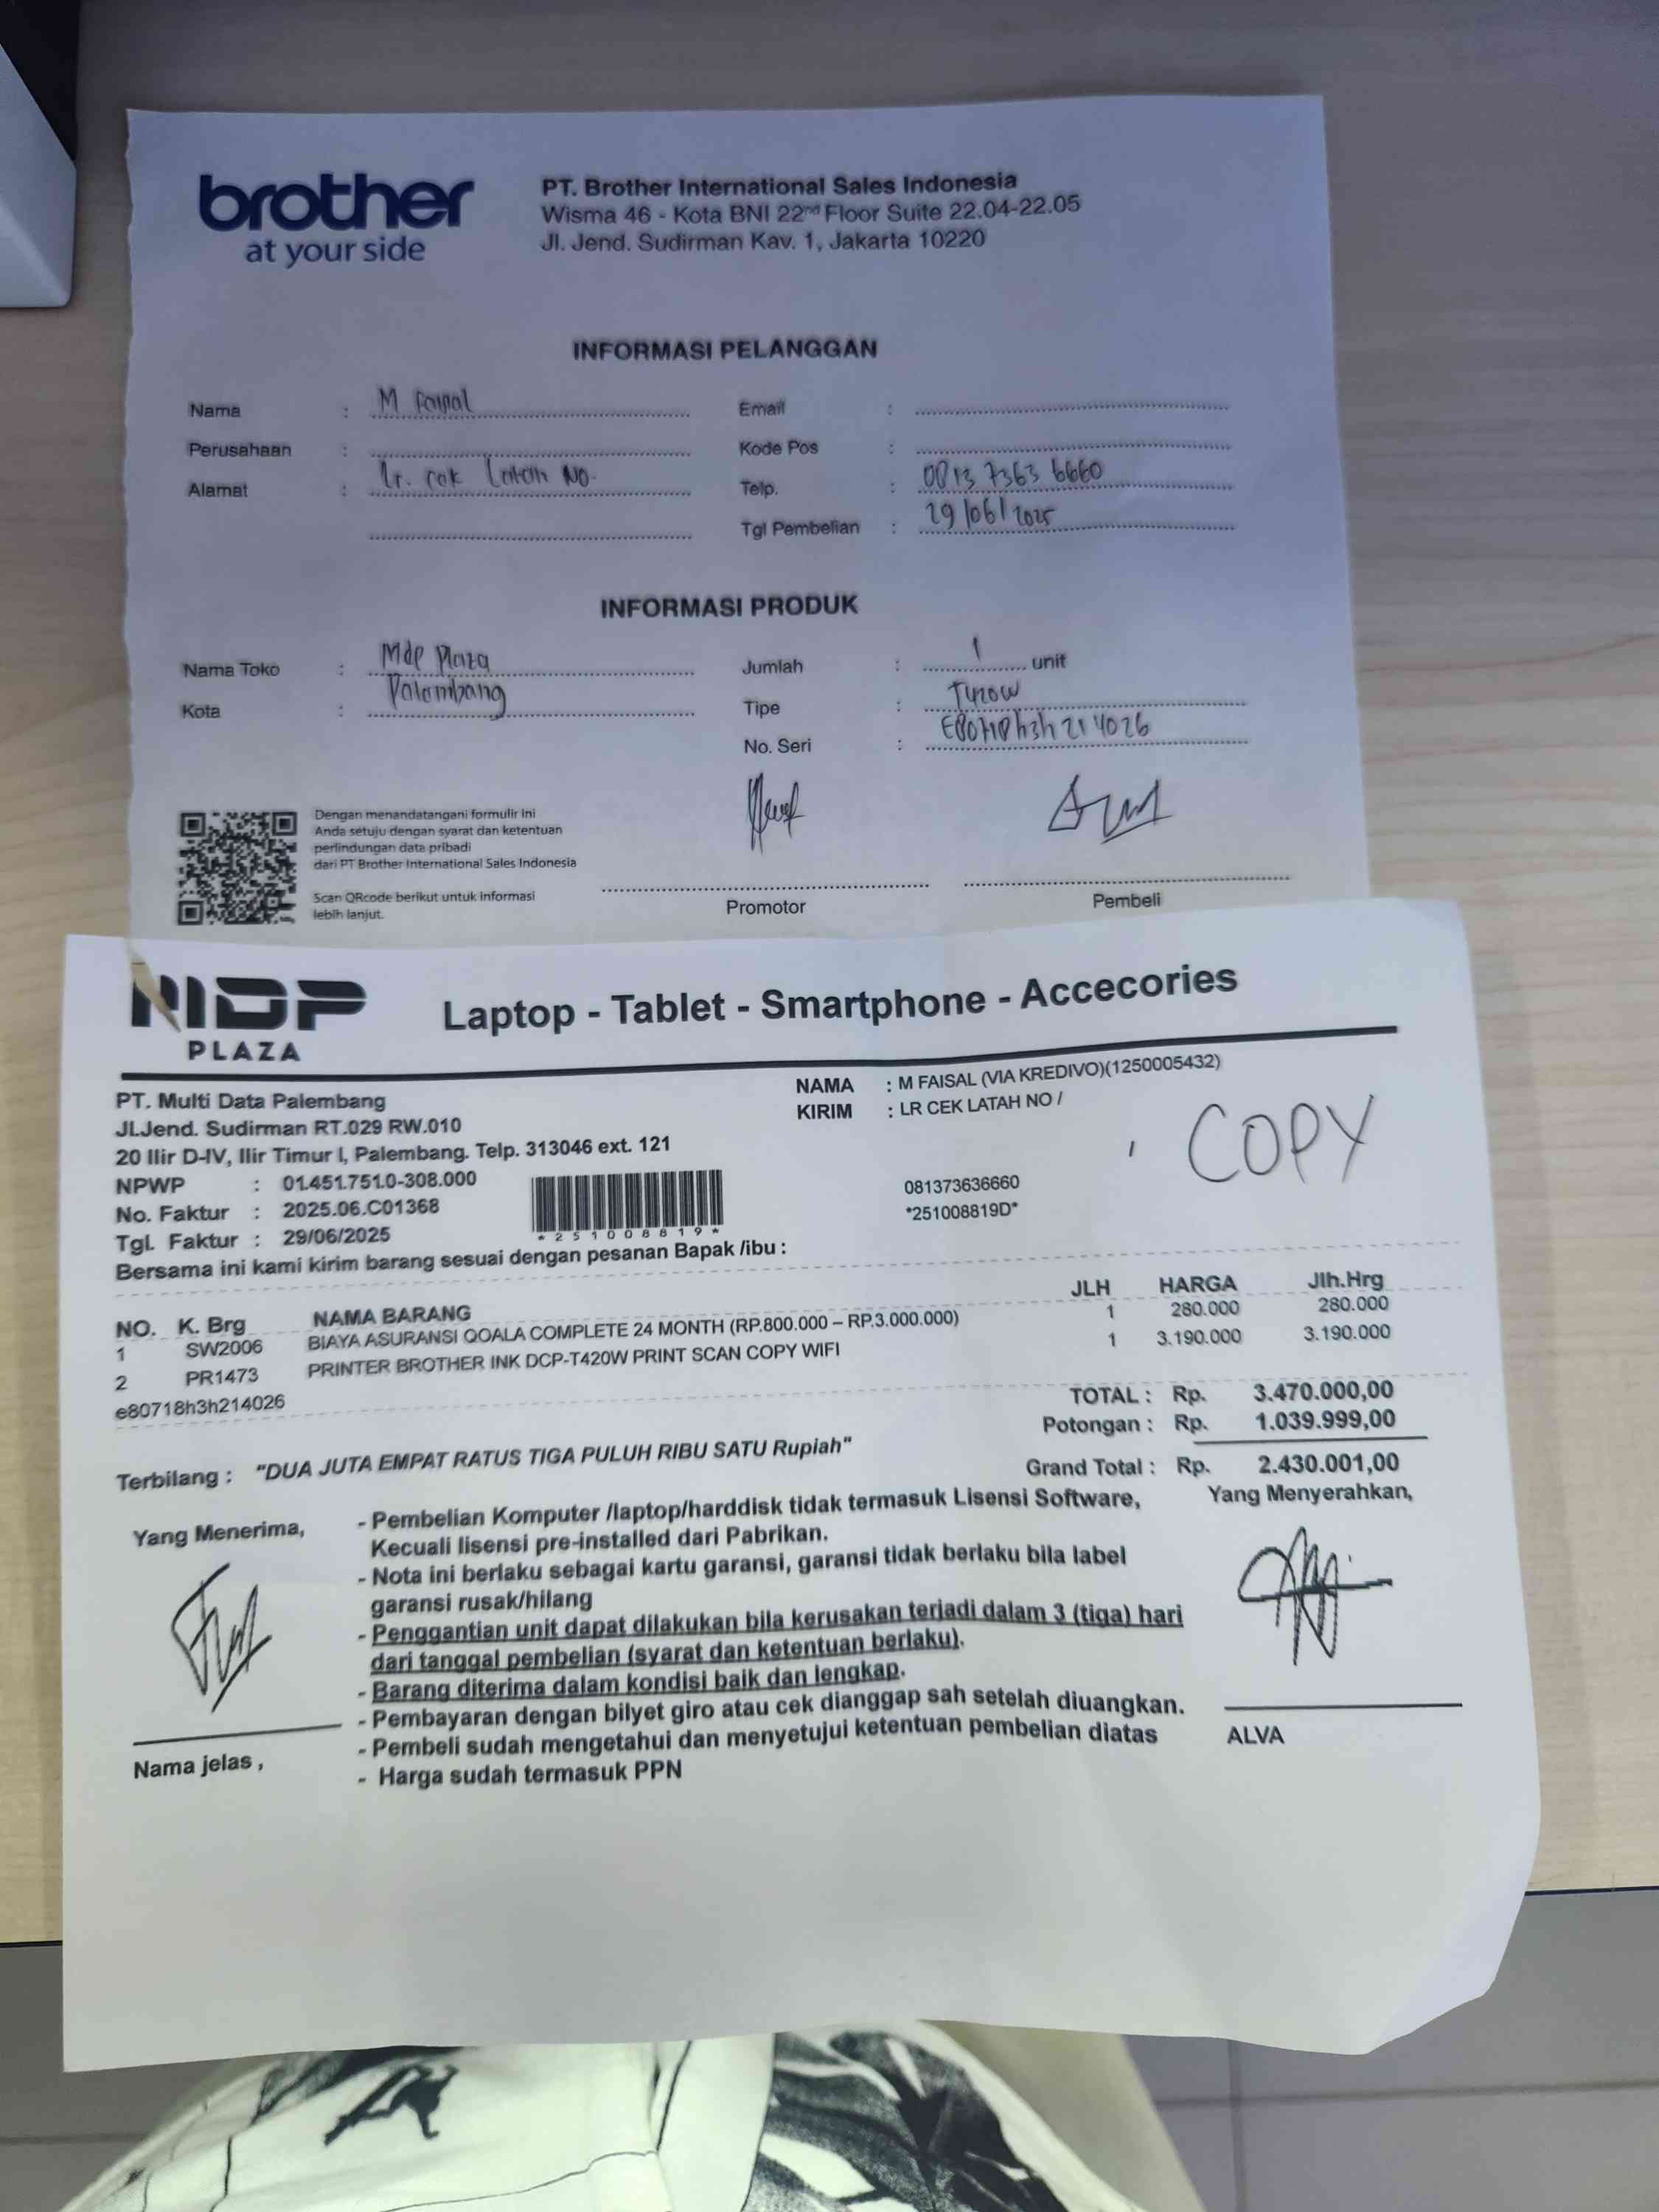 brother
at your side
PT. Brother International Sales Indonesia
Wisma 46 - Kota BNI 22nd Floor Suite 22.04-22.05
Jl. Jend. Sudirman Kav. 1, Jakarta 10220
INFORMASI PELANGGAN
Nama : M Faisal
Email :
Perusahaan :
Kode Pos :
Alamat : Lr. cek Latah No.
Telp. : 0813 7363 6660
Tgl Pembelian : 29/06/2025
INFORMASI PRODUK
Nama Toko : Mdp Plaza
Jumlah : 1 unit
Kota : Palembang
Tipe : T420W
No. Seri : E80718h3h214026
Dengan menandatangani formulir ini
Anda setuju dengan syarat dan ketentuan
perlindungan data pribadi
dari PT Brother International Sales Indonesia
Scan QRcode berikut untuk informasi
lebih lanjut.
Promotor
Pembeli
MDP
PLAZA
Laptop - Tablet - Smartphone - Accecories
PT. Multi Data Palembang
Jl.Jend. Sudirman RT.029 RW.010
20 Ilir D-IV, Ilir Timur I, Palembang. Telp. 313046 ext. 121
NPWP : 01.451.751.0-308.000
No. Faktur : 2025.06.C01368
Tgl. Faktur : 29/06/2025
*251008819*
NAMA : M FAISAL (VIA KREDIVO)(1250005432)
KIRIM : LR CEK LATAH NO /
,
COPY
081373636660
*251008819D*
Bersama ini kami kirim barang sesuai dengan pesanan Bapak /ibu :
NO. K. Brg NAMA BARANG JLH HARGA Jlh.Hrg
1 SW2006 BIAYA ASURANSI QOALA COMPLETE 24 MONTH (RP.800.000 – RP.3.000.000) 1 280.000 280.000
2 PR1473 PRINTER BROTHER INK DCP-T420W PRINT SCAN COPY WIFI 1 3.190.000 3.190.000
e80718h3h214026
TOTAL : Rp. 3.470.000,00
Potongan : Rp. 1.039.999,00
Terbilang : "DUA JUTA EMPAT RATUS TIGA PULUH RIBU SATU Rupiah"
Grand Total : Rp. 2.430.001,00
Yang Menerima,
- Pembelian Komputer /laptop/harddisk tidak termasuk Lisensi Software,
Kecuali lisensi pre-installed dari Pabrikan.
- Nota ini berlaku sebagai kartu garansi, garansi tidak berlaku bila label
garansi rusak/hilang
- Penggantian unit dapat dilakukan bila kerusakan terjadi dalam 3 (tiga) hari
dari tanggal pembelian (syarat dan ketentuan berlaku).
- Barang diterima dalam kondisi baik dan lengkap.
- Pembayaran dengan bilyet giro atau cek dianggap sah setelah diuangkan.
- Pembeli sudah mengetahui dan menyetujui ketentuan pembelian diatas
- Harga sudah termasuk PPN
Yang Menyerahkan,
ALVA
Nama jelas ,